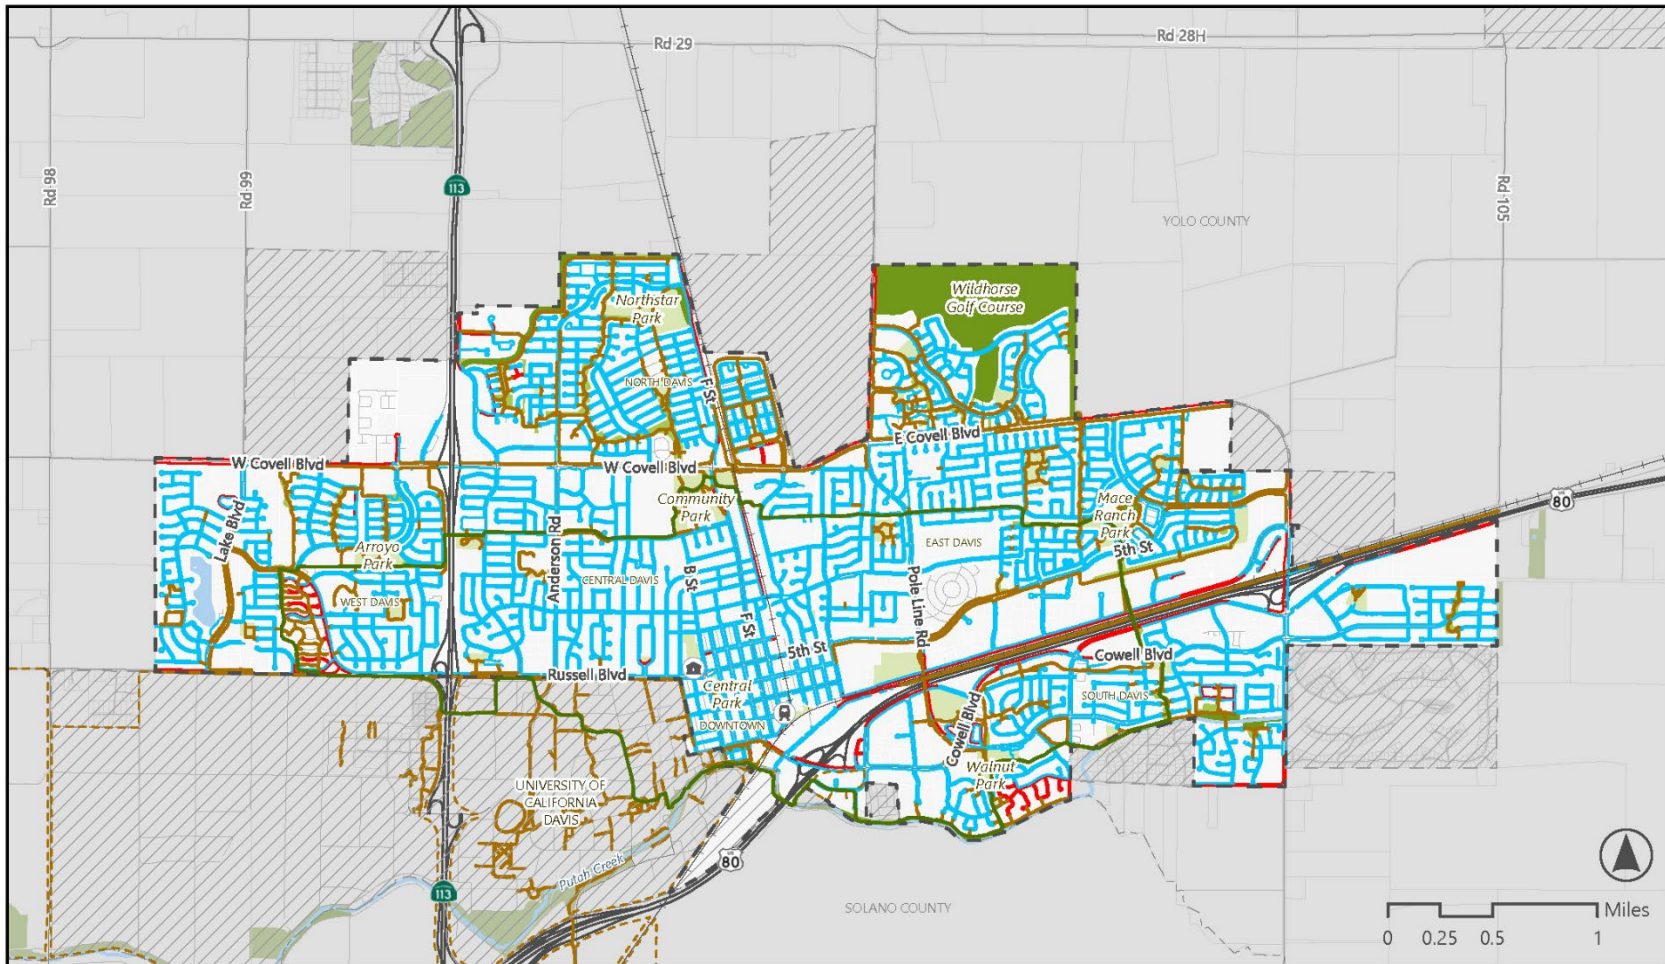 Rd 29
Rd 28H
Rd 98
Rd 99
113
Rd 105
YOLO COUNTY
Wildhorse
Golf Course
Northstar
Park
NORTH DAVIS
F St
E Covell Blvd
W Covell Blvd
W Covell Blvd
Community
Park
Mace
Ranch
Park
80
Lake Blvd
Anderson Rd
Arroyo
Park
EAST DAVIS
5th St
B St
CENTRAL DAVIS
WEST DAVIS
Pole Line Rd
F St
5th St
Cowell Blvd
Russell Blvd
Central
Park
SOUTH DAVIS
DOWNTOWN
Cowell Blvd
Walnut
Park
UNIVERSITY OF
CALIFORNIA
DAVIS
80
Putah Creek
113
SOLANO COUNTY
Miles
0 0.25 0.5 1